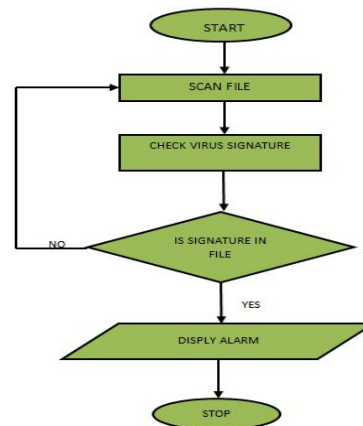 START
SCAN FILE
CHECK VIRUS SIGNATURE
IS SIGNATURE IN
FILE
NO
YES
DISPLY ALARM
STOP